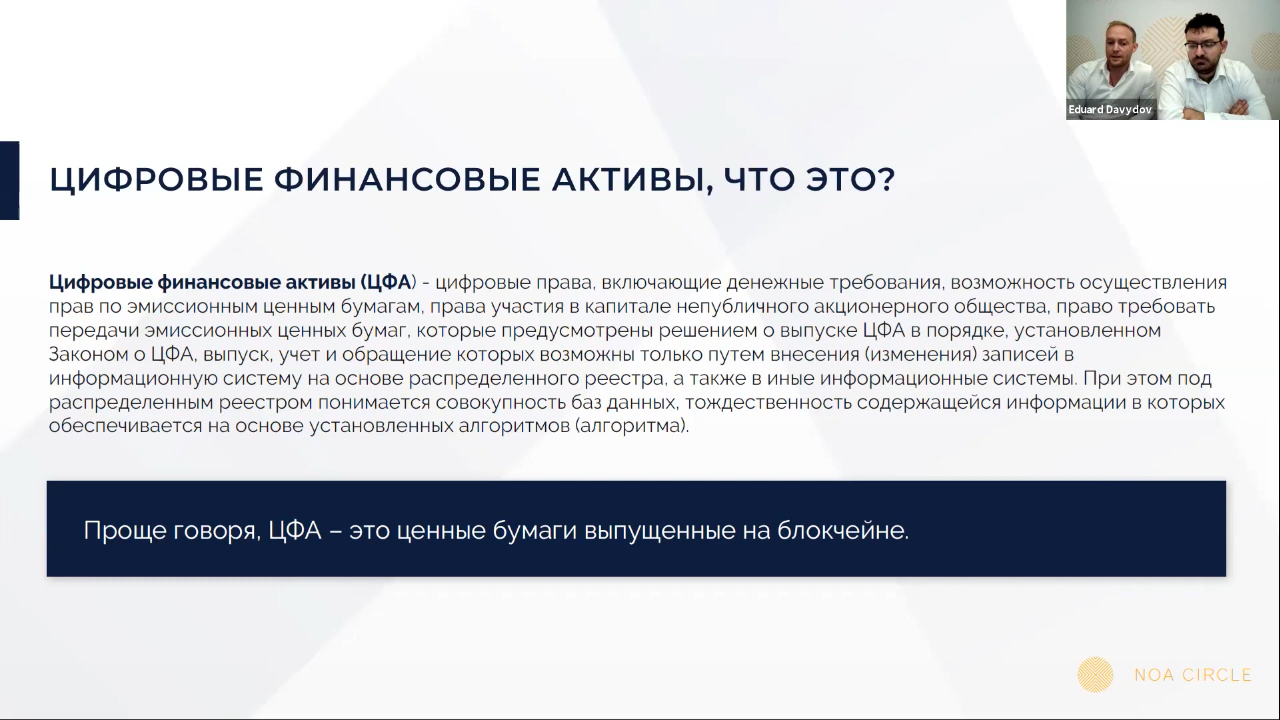 Eduard Davydov
ЦИФРОВЫЕ ФИНАНСОВЫЕ АКТИВЫ, ЧТО ЭТО?
Цифровые финансовые активы (ЦФА) - цифровые права, включающие денежные требования, возможность осуществления
прав по эмиссионным ценным бумагам, права участия в капитале непубличного акционерного общества, право требовать
передачи эмиссионных ценных бумаг, которые предусмотрены решением о выпуске ЦФА в порядке, установленном
Законом о ЦФА, выпуск, учет и обращение которых возможны только путем внесения (изменения) записей в
информационную систему на основе распределенного реестра, а также в иные информационные системы. При этом под
распределенным реестром понимается совокупность баз данных, тождественность содержащейся информации в которых
обеспечивается на основе установленных алгоритмов (алгоритма).
Проще говоря, ЦФА – это ценные бумаги выпущенные на блокчейне.
NOA CIRCLE